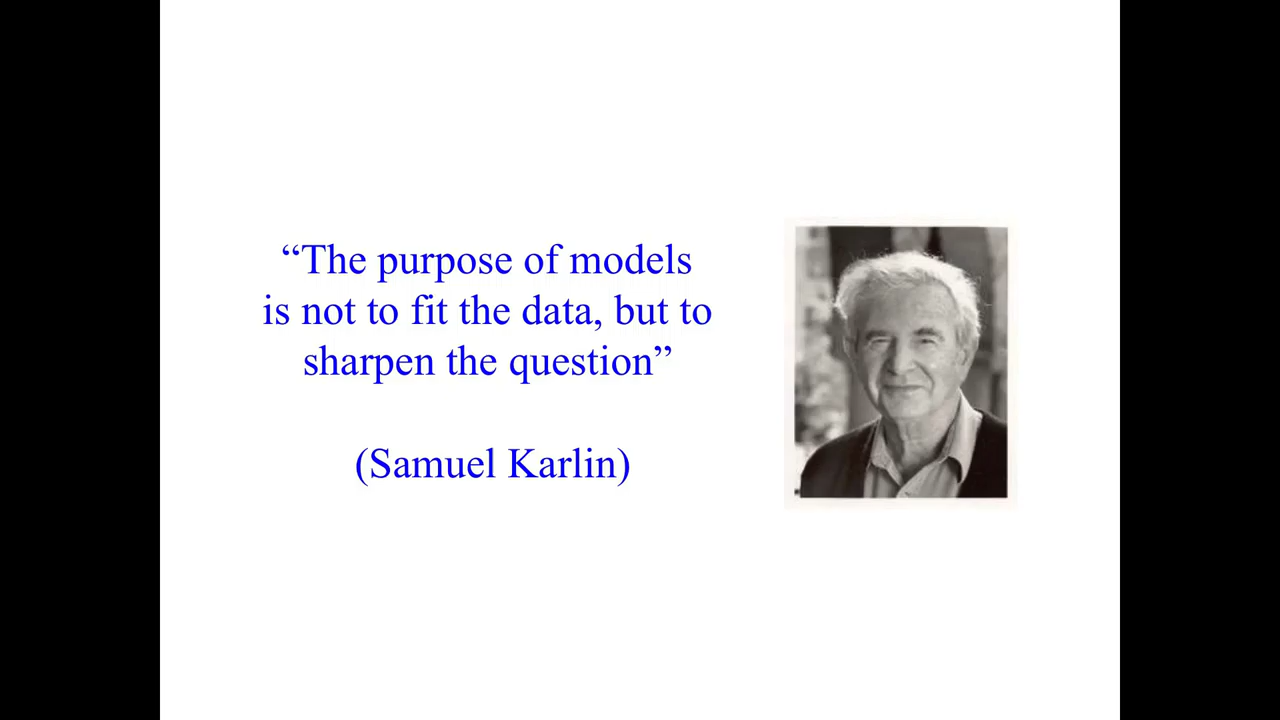 “The purpose of models
is not to fit the data, but to
sharpen the question”
(Samuel Karlin)